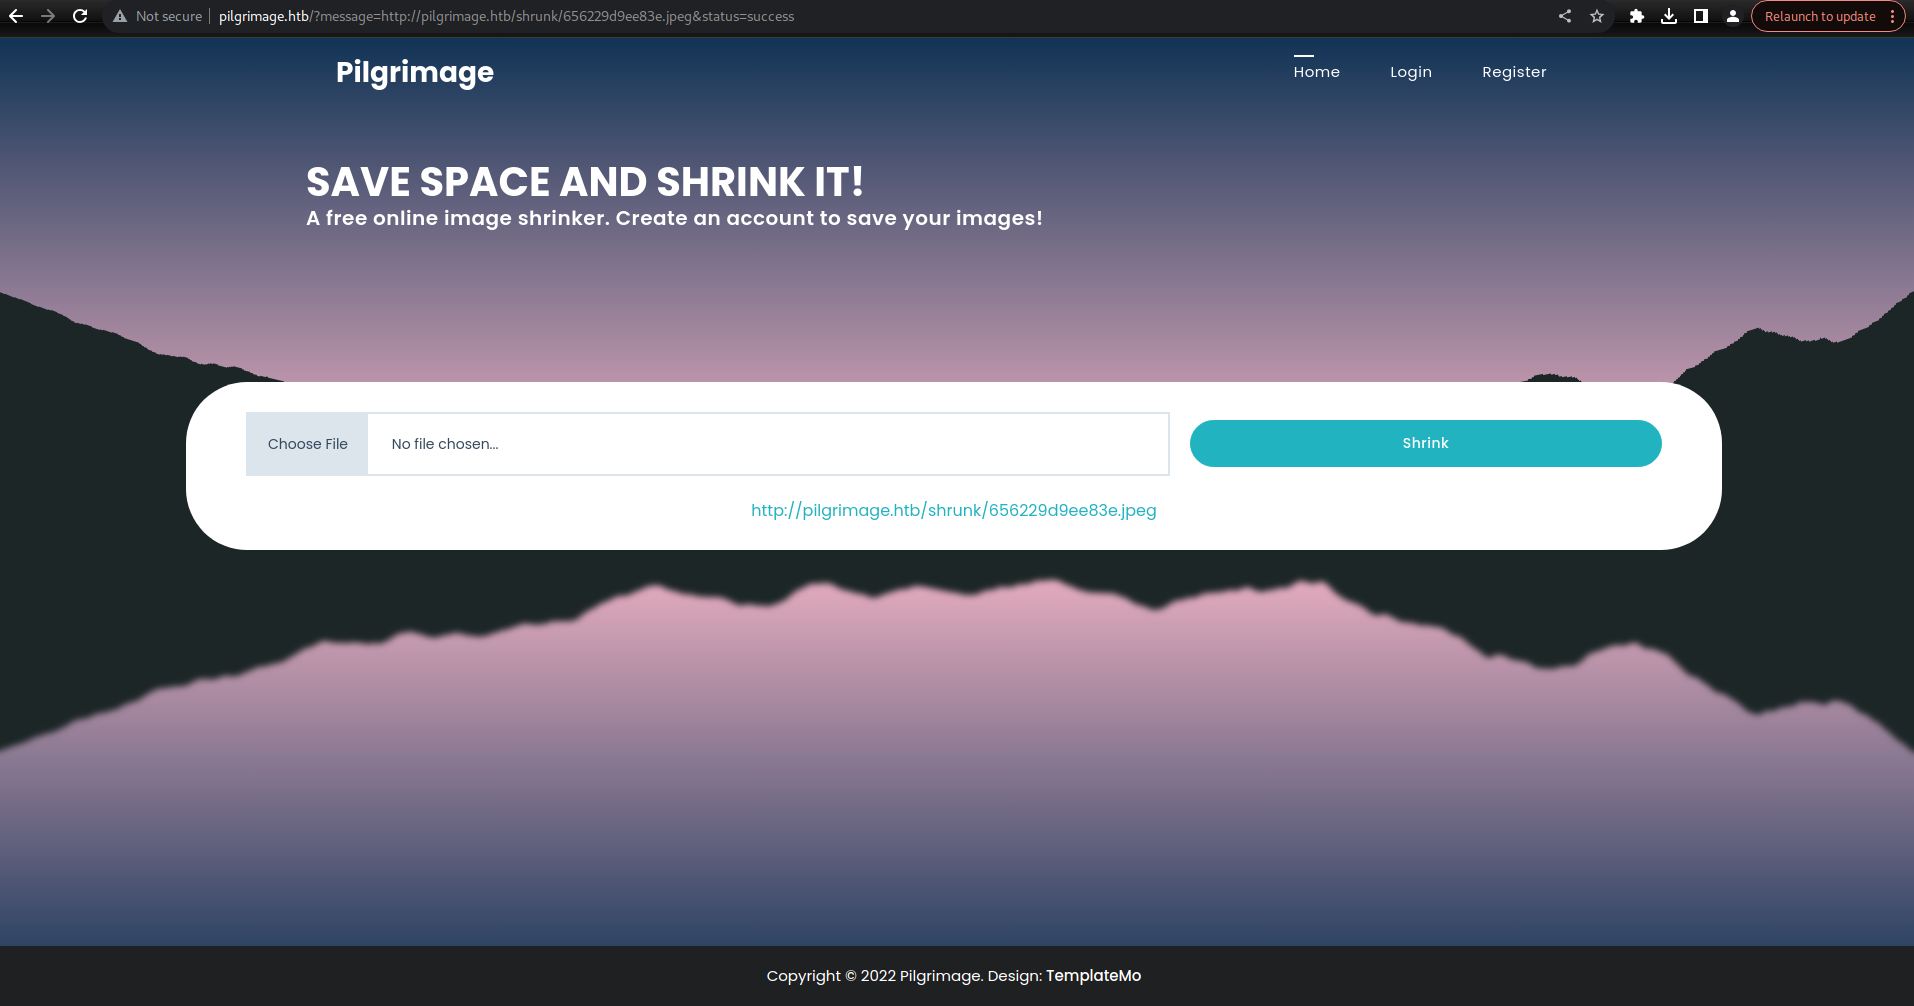 Not secure
pilgrimage.htb/?message=http://pilgrimage.htb/shrunk/656229d9ee83e.jpeg&status=success
Relaunch to update
Pilgrimage
Home
Login
Register
SAVE SPACE AND SHRINK IT!
A free online image shrinker. Create an account to save your images!
Choose File
No file chosen...
Shrink
http://pilgrimage.htb/shrunk/656229d9ee83e.jpeg
Copyright © 2022 Pilgrimage. Design: TemplateMo